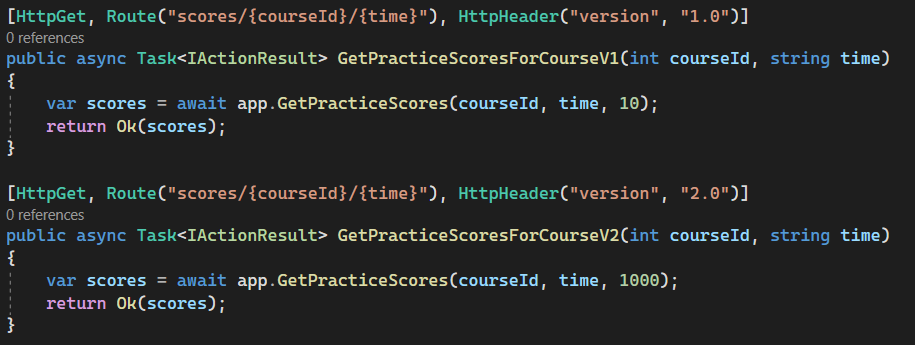 [HttpGet, Route("scores/{courseId}/{time}"), HttpHeader("version", "1.0")]
0 references
public async Task<IActionResult> GetPracticeScoresForCourseV1(int courseId, string time)
{
    var scores = await app.GetPracticeScores(courseId, time, 10);
    return Ok(scores);
}
[HttpGet, Route("scores/{courseId}/{time}"), HttpHeader("version", "2.0")]
0 references
public async Task<IActionResult> GetPracticeScoresForCourseV2(int courseId, string time)
{
    var scores = await app.GetPracticeScores(courseId, time, 1000);
    return Ok(scores);
}